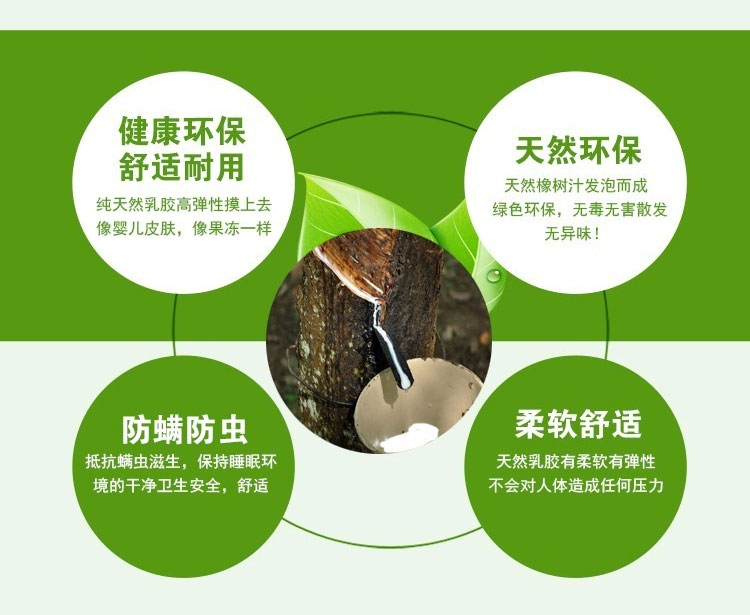 健康环保
舒适耐用
纯天然乳胶高弹性摸上去
像婴儿皮肤，像果冻一样
天然环保
天然橡树汁发泡而成
绿色环保，无毒无害散发
无异味！
防螨防虫
抵抗螨虫滋生，保持睡眠环
境的干净卫生安全，舒适
柔软舒适
天然乳胶有柔软有弹性
不会对人体造成任何压力